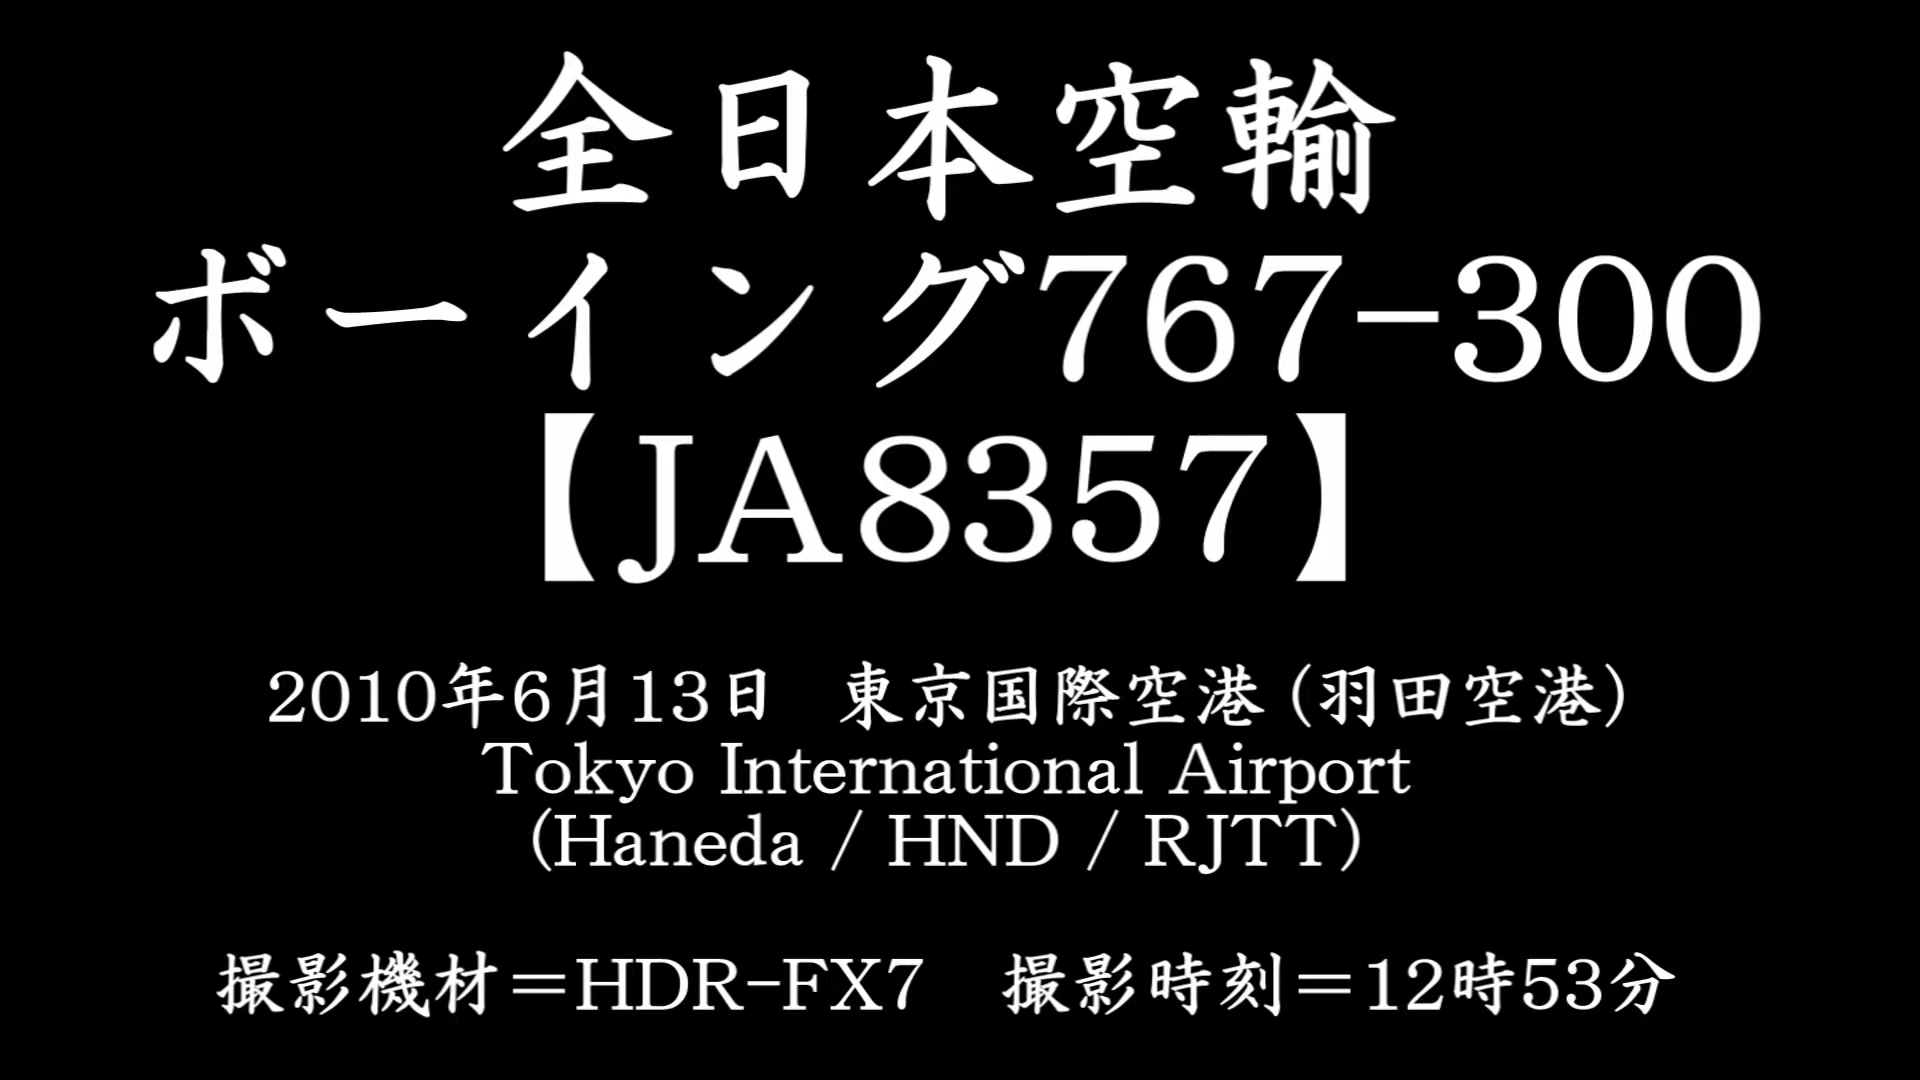 全日本空輸
ボーイング767-300
【JA8357】
2010年6月13日　東京国際空港(羽田空港)
Tokyo International Airport
(Haneda / HND / RJTT)
撮影機材＝HDR-FX7　撮影時刻＝12時53分